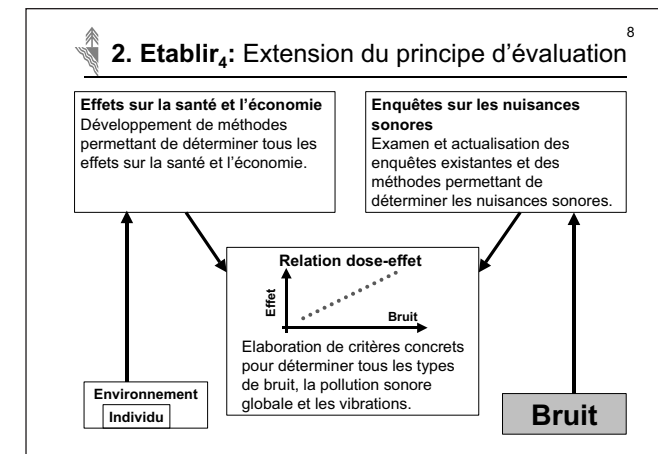 8
2. Etablir4: Extension du principe d'évaluation
Effets sur la santé et l'économie
Développement de méthodes
permettant de déterminer tous les
effets sur la santé et l'économie.
Enquêtes sur les nuisances
sonores
Examen et actualisation des
enquêtes existantes et des
méthodes permettant de
déterminer les nuisances sonores.
Relation dose-effet
Effet
Bruit
Elaboration de critères concrets
pour déterminer tous les types
de bruit, la pollution sonore
globale et les vibrations.
Environnement
Individu
Bruit